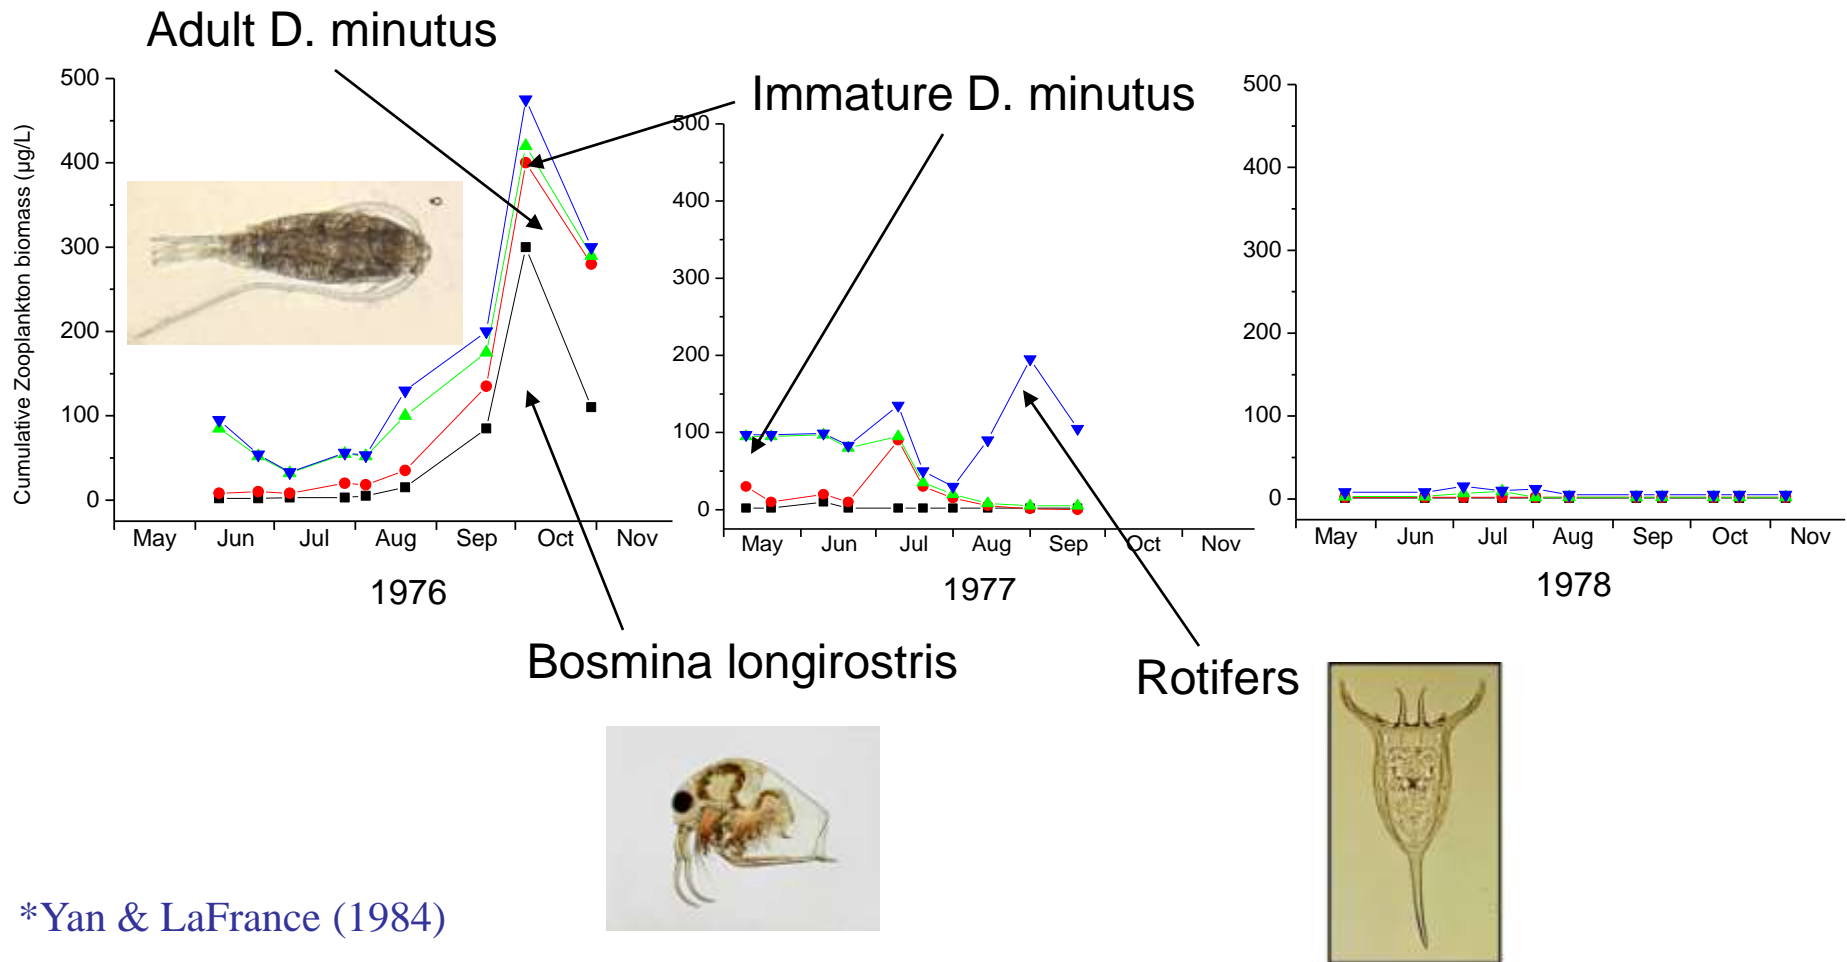 Adult D. minutus
Immature D. minutus
Cumulative Zooplankton biomass (µg/L)
500
400
300
200
100
0
May Jun Jul Aug Sep Oct Nov
1976
500
400
300
200
100
0
May Jun Jul Aug Sep Oct Nov
1977
500
400
300
200
100
0
May Jun Jul Aug Sep Oct Nov
1978
Bosmina longirostris
Rotifers
*Yan & LaFrance (1984)